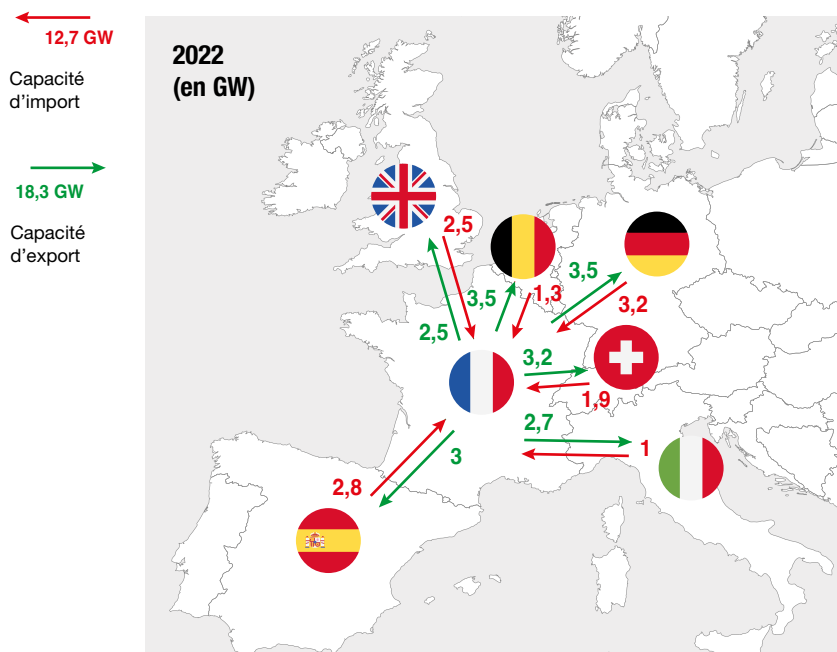 12,7 GW
Capacité
d'import
18,3 GW
Capacité
d'export
2022
(en GW)
2,5
3,5
3,5
1,3
3,2
2,5
3,2
1,9
2,7
1
3
2,8